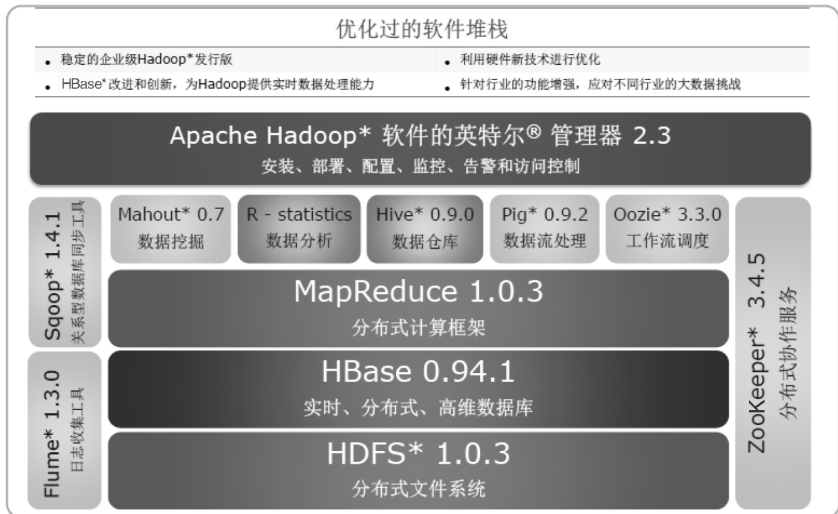 优化过的软件堆栈
• 稳定的企业级Hadoop*发行版
• 利用硬件新技术进行优化
• HBase*改进和创新，为Hadoop提供实时数据处理能力
• 针对行业的功能增强，应对不同行业的大数据挑战
Apache Hadoop* 软件的英特尔® 管理器 2.3
安装、部署、配置、监控、告警和访问控制
Sqoop* 1.4.1
关系型数据库同步工具
Mahout* 0.7
数据挖掘
R - statistics
数据分析
Hive* 0.9.0
数据仓库
Pig* 0.9.2
数据流处理
Oozie* 3.3.0
工作流调度
ZooKeeper* 3.4.5
分布式协作服务
MapReduce 1.0.3
分布式计算框架
Flume* 1.3.0
日志收集工具
HBase 0.94.1
实时、分布式、高维数据库
HDFS* 1.0.3
分布式文件系统